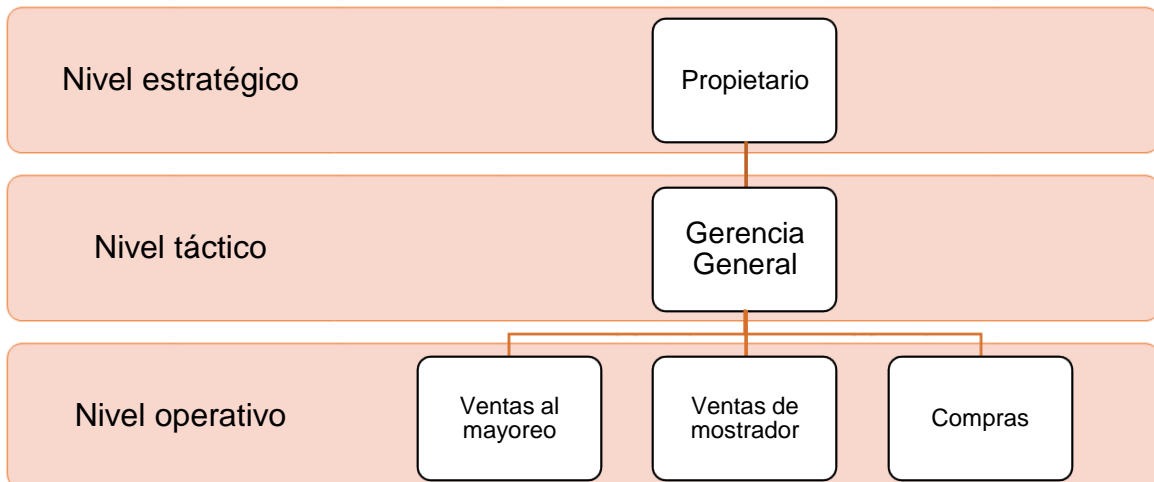 Nivel estratégico
Propietario
Nivel táctico
Gerencia
General
Nivel operativo
Ventas al
mayoreo
Ventas de
mostrador
Compras